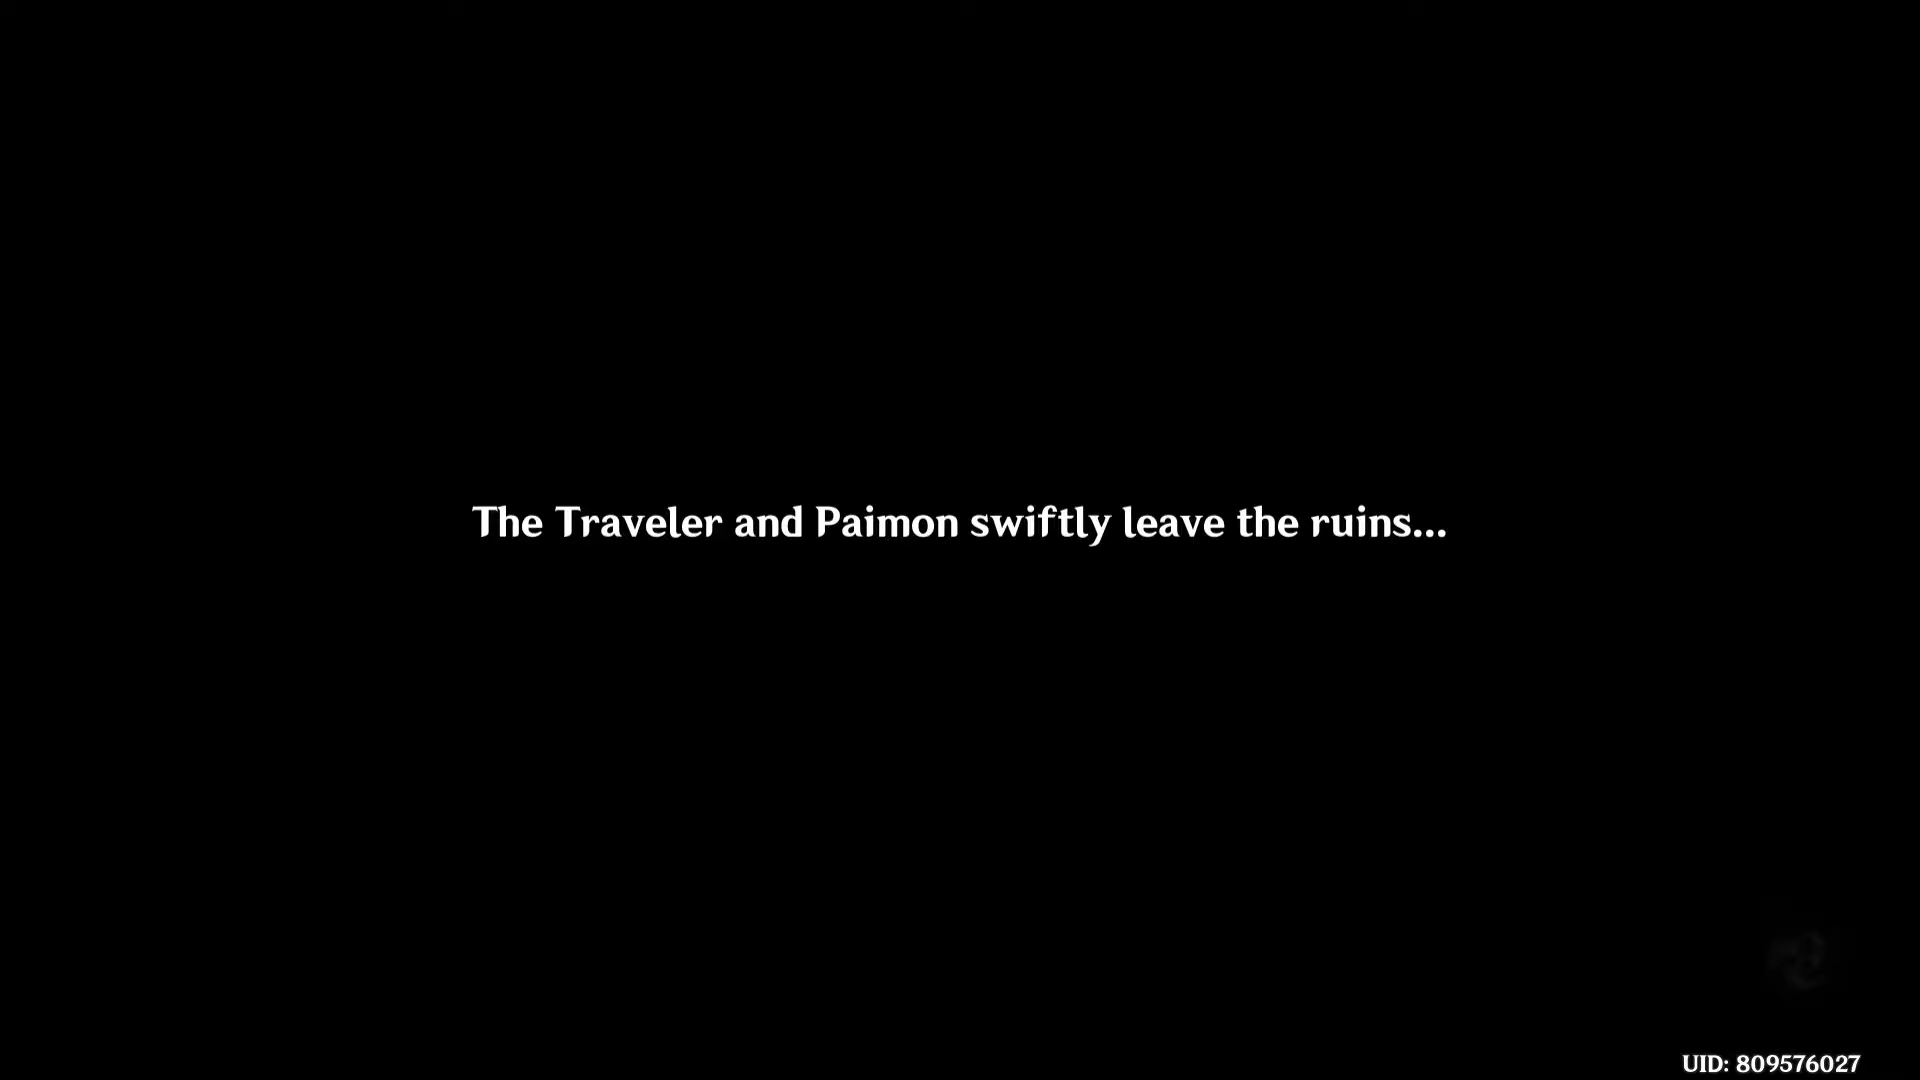 The Traveler and Paimon swiftly leave the ruins...
UID: 809576027